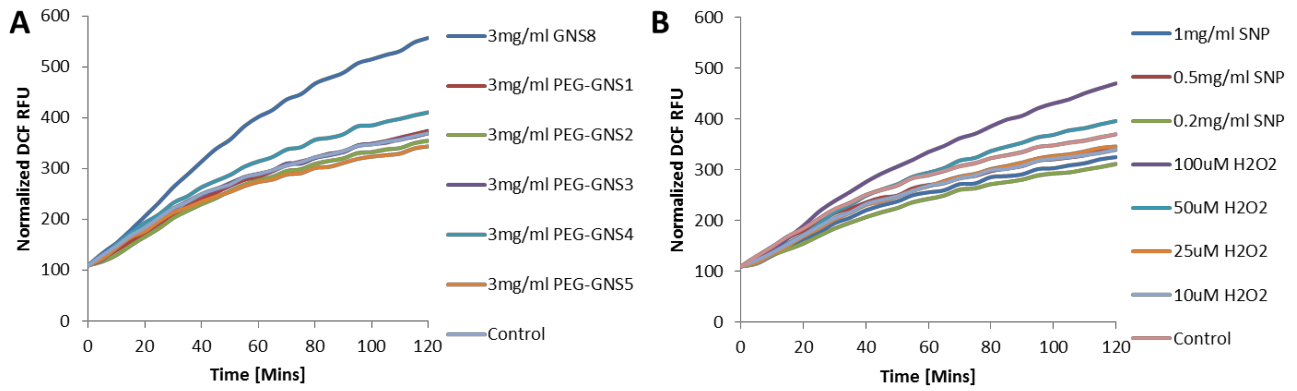 A
Normalized DCF RFU
600
500
400
300
200
100
0
0 20 40 60 80 100 120
Time [Mins]
3mg/ml GNS8
3mg/ml PEG-GNS1
3mg/ml PEG-GNS2
3mg/ml PEG-GNS3
3mg/ml PEG-GNS4
3mg/ml PEG-GNS5
Control
B
Normalized DCF RFU
600
500
400
300
200
100
0
0 20 40 60 80 100 120
Time [Mins]
1mg/ml SNP
0.5mg/ml SNP
0.2mg/ml SNP
100uM H2O2
50uM H2O2
25uM H2O2
10uM H2O2
Control